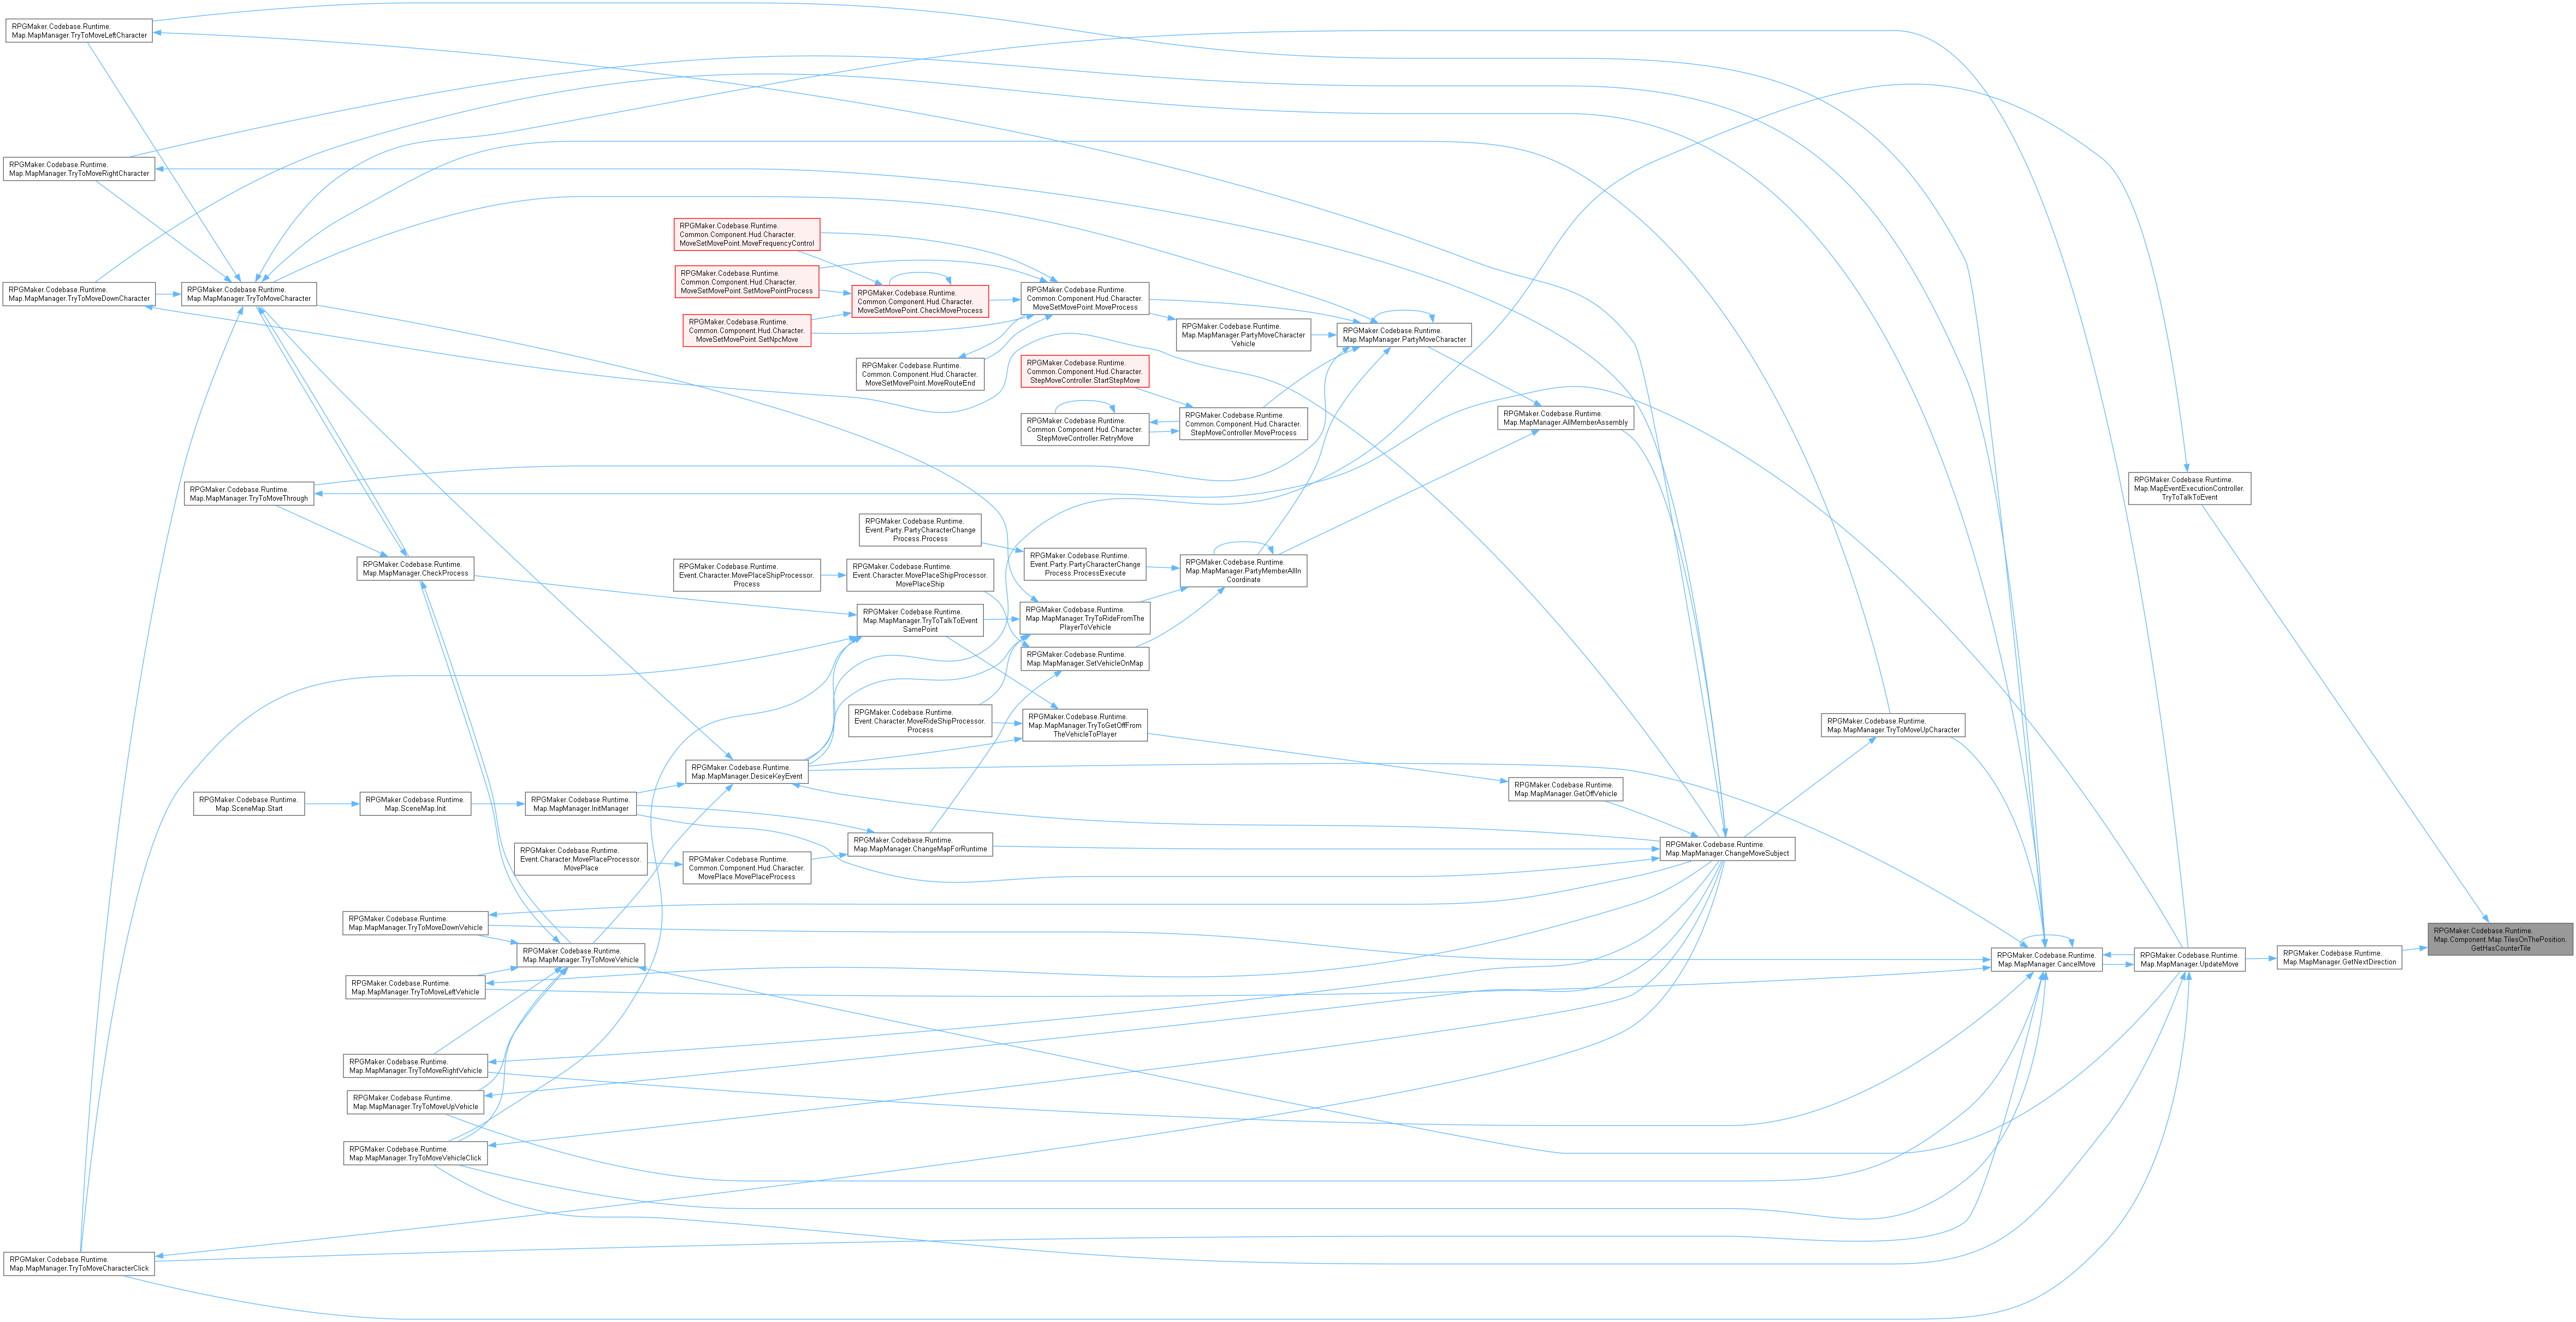 RPGMaker.Codebase.Runtime.
Map.MapManager.TryToMoveLeftCharacter
RPGMaker.Codebase.Runtime.
Map.MapManager.TryToMoveRightCharacter
RPGMaker.Codebase.Runtime.
Map.MapManager.TryToMoveDownCharacter
RPGMaker.Codebase.Runtime.
Map.MapManager.TryToMoveCharacter
RPGMaker.Codebase.Runtime.
Common.Component.Hud.Character.
MoveSetMovePoint.MoveFrequencyControl
RPGMaker.Codebase.Runtime.
Common.Component.Hud.Character.
MoveSetMovePoint.SetMovePointProcess
RPGMaker.Codebase.Runtime.
Common.Component.Hud.Character.
MoveSetMovePoint.SetNpcMove
RPGMaker.Codebase.Runtime.
Common.Component.Hud.Character.
MoveSetMovePoint.CheckMoveProcess
RPGMaker.Codebase.Runtime.
Common.Component.Hud.Character.
MoveSetMovePoint.MoveProcess
RPGMaker.Codebase.Runtime.
Map.MapManager.PartyMoveCharacter
Vehicle
RPGMaker.Codebase.Runtime.
Map.MapManager.PartyMoveCharacter
RPGMaker.Codebase.Runtime.
Common.Component.Hud.Character.
MoveSetMovePoint.MoveRouteEnd
RPGMaker.Codebase.Runtime.
Common.Component.Hud.Character.
StepMoveController.StartStepMove
RPGMaker.Codebase.Runtime.
Common.Component.Hud.Character.
StepMoveController.RetryMove
RPGMaker.Codebase.Runtime.
Common.Component.Hud.Character.
StepMoveController.MoveProcess
RPGMaker.Codebase.Runtime.
Map.MapManager.AllMemberAssembly
RPGMaker.Codebase.Runtime.
Map.MapEventExecutionController.
TryToTalkToEvent
RPGMaker.Codebase.Runtime.
Map.MapManager.TryToMoveThrough
RPGMaker.Codebase.Runtime.
Map.MapManager.CheckProcess
RPGMaker.Codebase.Runtime.
Event.Party.PartyCharacterChange
Process.Process
RPGMaker.Codebase.Runtime.
Event.Party.PartyCharacterChange
Process.ProcessExecute
RPGMaker.Codebase.Runtime.
Map.MapManager.PartyMemberAllIn
Coordinate
RPGMaker.Codebase.Runtime.
Event.Character.MovePlaceShipProcessor.
Process
RPGMaker.Codebase.Runtime.
Event.Character.MovePlaceShipProcessor.
MovePlaceShip
RPGMaker.Codebase.Runtime.
Map.MapManager.TryToTalkToEvent
SamePoint
RPGMaker.Codebase.Runtime.
Map.MapManager.TryToRideFromThe
PlayerToVehicle
RPGMaker.Codebase.Runtime.
Map.MapManager.SetVehicleOnMap
RPGMaker.Codebase.Runtime.
Event.Character.MoveRideShipProcessor.
Process
RPGMaker.Codebase.Runtime.
Map.MapManager.TryToGetOffFrom
TheVehicleToPlayer
RPGMaker.Codebase.Runtime.
Map.MapManager.TryToMoveUpCharacter
RPGMaker.Codebase.Runtime.
Map.MapManager.DesiceKeyEvent
RPGMaker.Codebase.Runtime.
Map.MapManager.GetOffVehicle
RPGMaker.Codebase.Runtime.
Map.SceneMap.Start
RPGMaker.Codebase.Runtime.
Map.SceneMap.Init
RPGMaker.Codebase.Runtime.
Map.MapManager.InitManager
RPGMaker.Codebase.Runtime.
Map.MapManager.ChangeMapForRuntime
RPGMaker.Codebase.Runtime.
Map.MapManager.ChangeMoveSubject
RPGMaker.Codebase.Runtime.
Event.Character.MovePlaceProcessor.
MovePlace
RPGMaker.Codebase.Runtime.
Common.Component.Hud.Character.
MovePlace.MovePlaceProcess
RPGMaker.Codebase.Runtime.
Map.MapManager.TryToMoveDownVehicle
RPGMaker.Codebase.Runtime.
Map.MapManager.TryToMoveVehicle
RPGMaker.Codebase.Runtime.
Map.MapManager.TryToMoveLeftVehicle
RPGMaker.Codebase.Runtime.
Map.MapManager.CancelMove
RPGMaker.Codebase.Runtime.
Map.MapManager.UpdateMove
RPGMaker.Codebase.Runtime.
Map.MapManager.GetNextDirection
RPGMaker.Codebase.Runtime.
Map.Component.Map.TilesOnThePosition.
GetHasCounterTile
RPGMaker.Codebase.Runtime.
Map.MapManager.TryToMoveRightVehicle
RPGMaker.Codebase.Runtime.
Map.MapManager.TryToMoveUpVehicle
RPGMaker.Codebase.Runtime.
Map.MapManager.TryToMoveVehicleClick
RPGMaker.Codebase.Runtime.
Map.MapManager.TryToMoveCharacterClick